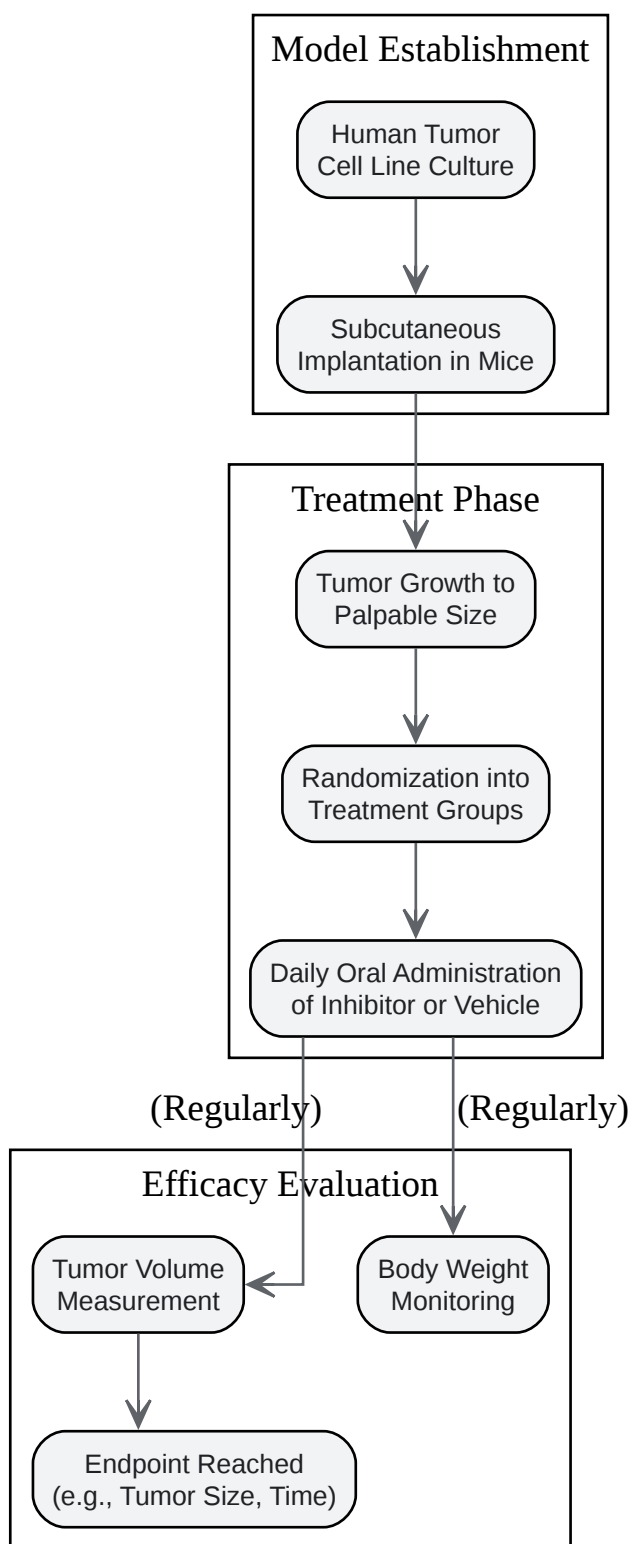 Model Establishment
Human Tumor
Cell Line Culture
Subcutaneous
Implantation in Mice
Treatment Phase
Tumor Growth to
Palpable Size
Randomization into
Treatment Groups
Daily Oral Administration
of Inhibitor or Vehicle
(Regularly)
(Regularly)
Efficacy Evaluation
Tumor Volume
Measurement
Body Weight
Monitoring
Endpoint Reached
(e.g., Tumor Size, Time)